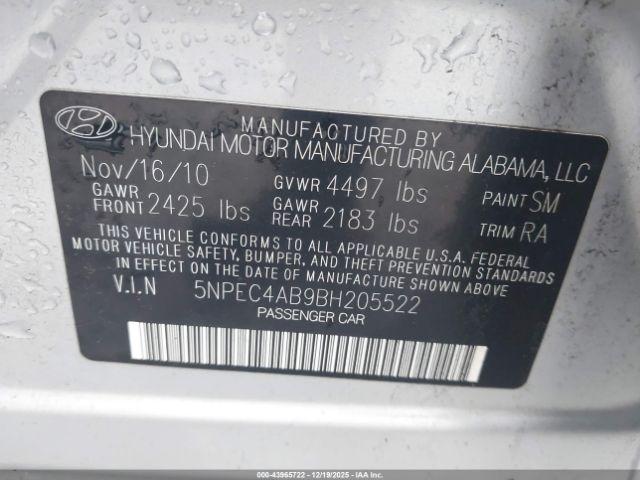 MANUFACTURED BY
HYUNDAI MOTOR MANUFACTURING ALABAMA, LLC
Nov/16/10 GVWR 4497 lbs PAINT SM
GAWR FRONT 2425 lbs GAWR REAR 2183 lbs TRIM RA
THIS VEHICLE CONFORMS TO ALL APPLICABLE U.S.A. FEDERAL
MOTOR VEHICLE SAFETY, BUMPER, AND THEFT PREVENTION STANDARDS
IN EFFECT ON THE DATE OF MANUFACTURE SHOWN ABOVE.
V.I.N 5NPEC4AB9BH205522
PASSENGER CAR
000-43965722 - 12/19/2025 - IAAI.COM